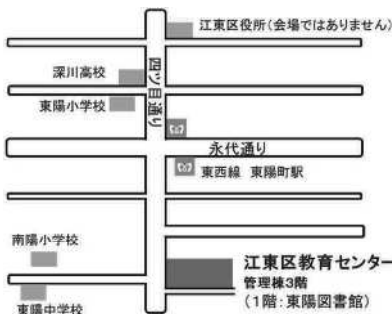 江東区役所(会場ではありません)
深川高校
四ツ目通り
東陽小学校
永代通り
東西線 東陽町駅
南陽小学校
江東区教育センター
管理棟3階
(1階:東陽図書館)
東陽中学校